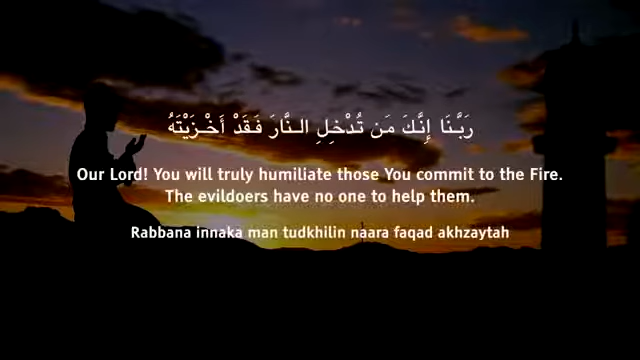 رَبَّنَا إِنَّكَ مَن تُدْخِلِ النَّارَ فَقَدْ أَخْزَيْتَهُ
Our Lord! You will truly humiliate those You commit to the Fire.
The evildoers have no one to help them.
Rabbana innaka man tudkhilin naara faqad akhzaytah